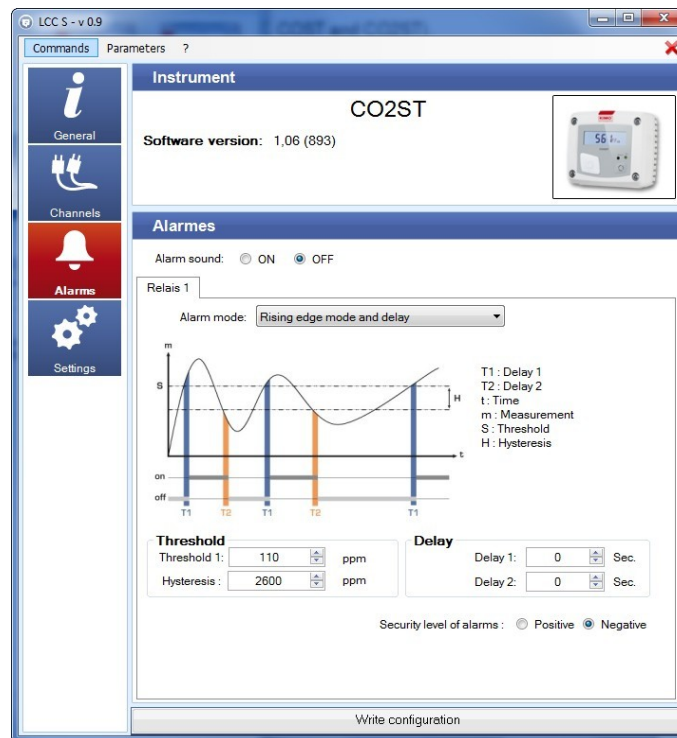 LCC S - v 0.9
Commands Parameters ?
General
Channels
Alarms
Settings
Instrument
CO2ST
Software version: 1,06 (893)
Alarmes
Alarm sound: ON OFF
Relais 1
Alarm mode: Rising edge mode and delay
m
S
H
t
on
off
T1 T2 T1 T2 T1
T1 : Delay 1
T2 : Delay 2
t : Time
m : Measurement
S : Threshold
H : Hysteresis
Threshold
Threshold 1: 110 ppm
Hysteresis : 2600 ppm
Delay
Delay 1: 0 Sec.
Delay 2: 0 Sec.
Security level of alarms : Positive Negative
Write configuration